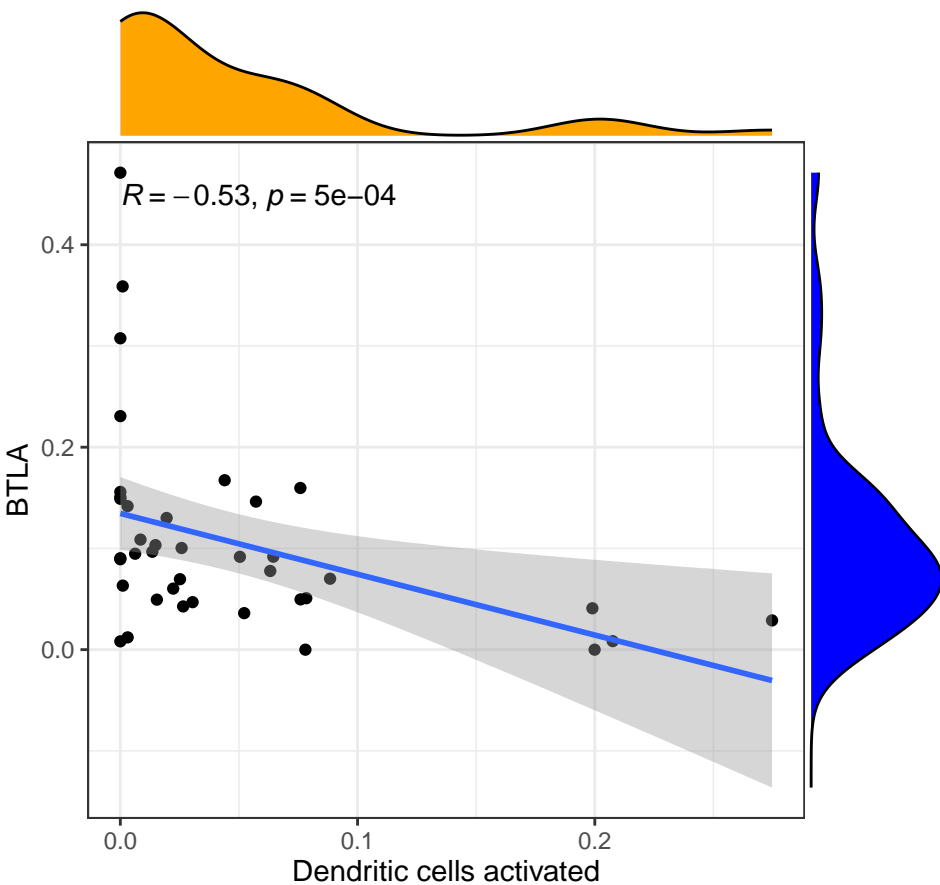 R = −0.53, p = 5e−04
0.4
0.2
0.0
BTLA
0.0 0.1 0.2
Dendritic cells activated